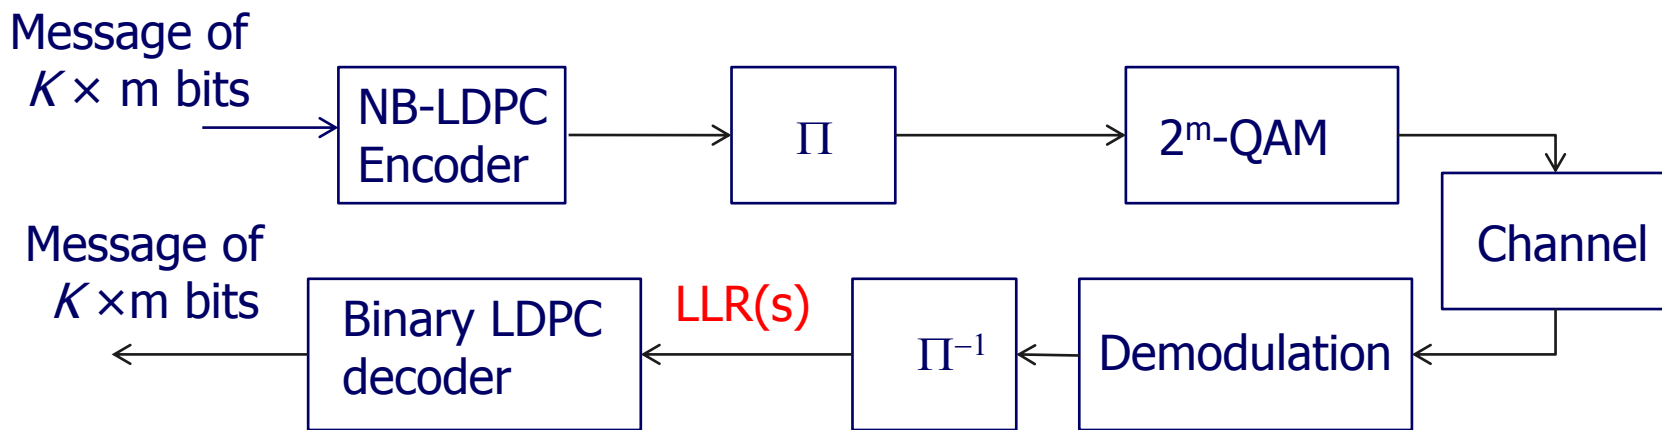 Message of
K × m bits
NB-LDPC
Encoder
Π
2ᵐ-QAM
Channel
Message of
K ×m bits
Binary LDPC
decoder
LLR(s)
Π⁻¹
Demodulation